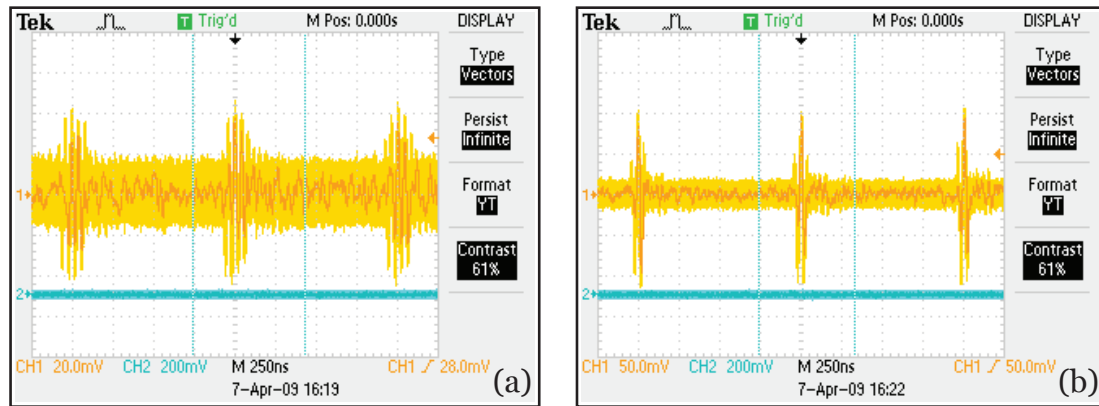 Tek Trig'd M Pos: 0.000s DISPLAY
T
Type
Vectors
Persist
Infinite
Format
YT
Contrast
61%
1
2
CH1 20.0mV CH2 200mV M 250ns CH1 28.0mV
7-Apr-09 16:19
(a)
Tek Trig'd M Pos: 0.000s DISPLAY
T
Type
Vectors
Persist
Infinite
Format
YT
Contrast
61%
1
2
CH1 50.0mV CH2 200mV M 250ns CH1 50.0mV
7-Apr-09 16:22
(b)